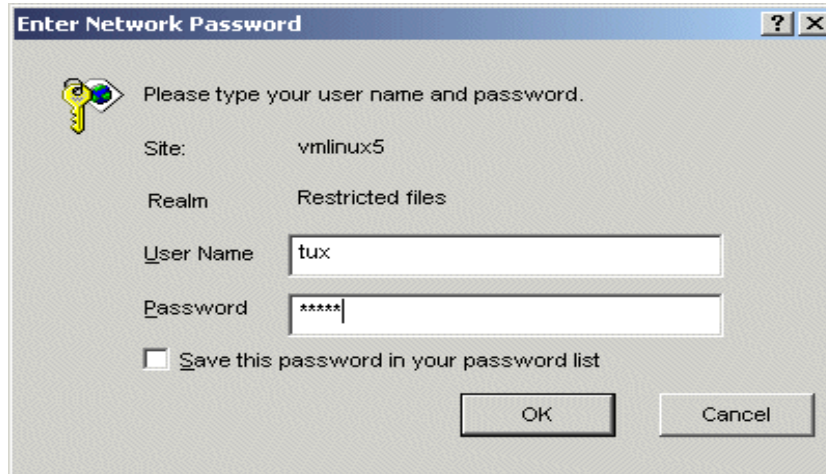 Enter Network Password
Please type your user name and password.
Site: vmlinux5
Realm Restricted files
User Name tux
Password *****
Save this password in your password list
OK Cancel